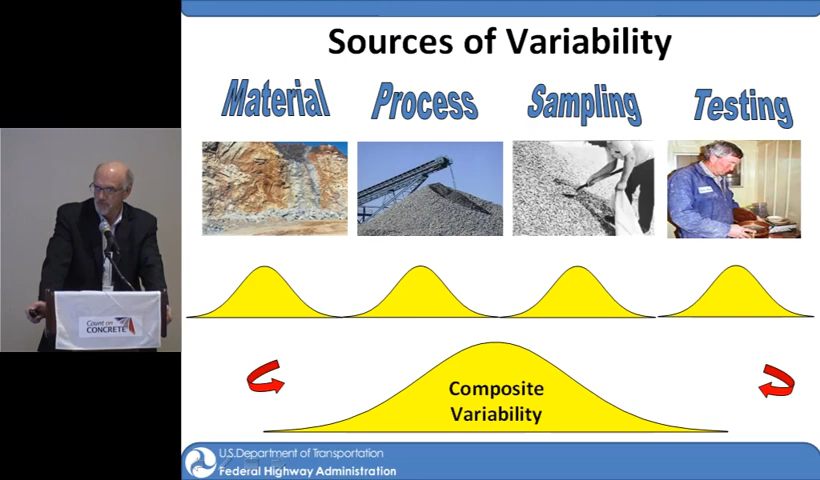 Sources of Variability
Material Process Sampling Testing
Count on
CONCRETE
Composite
Variability
U.S.Department of Transportation
Federal Highway Administration